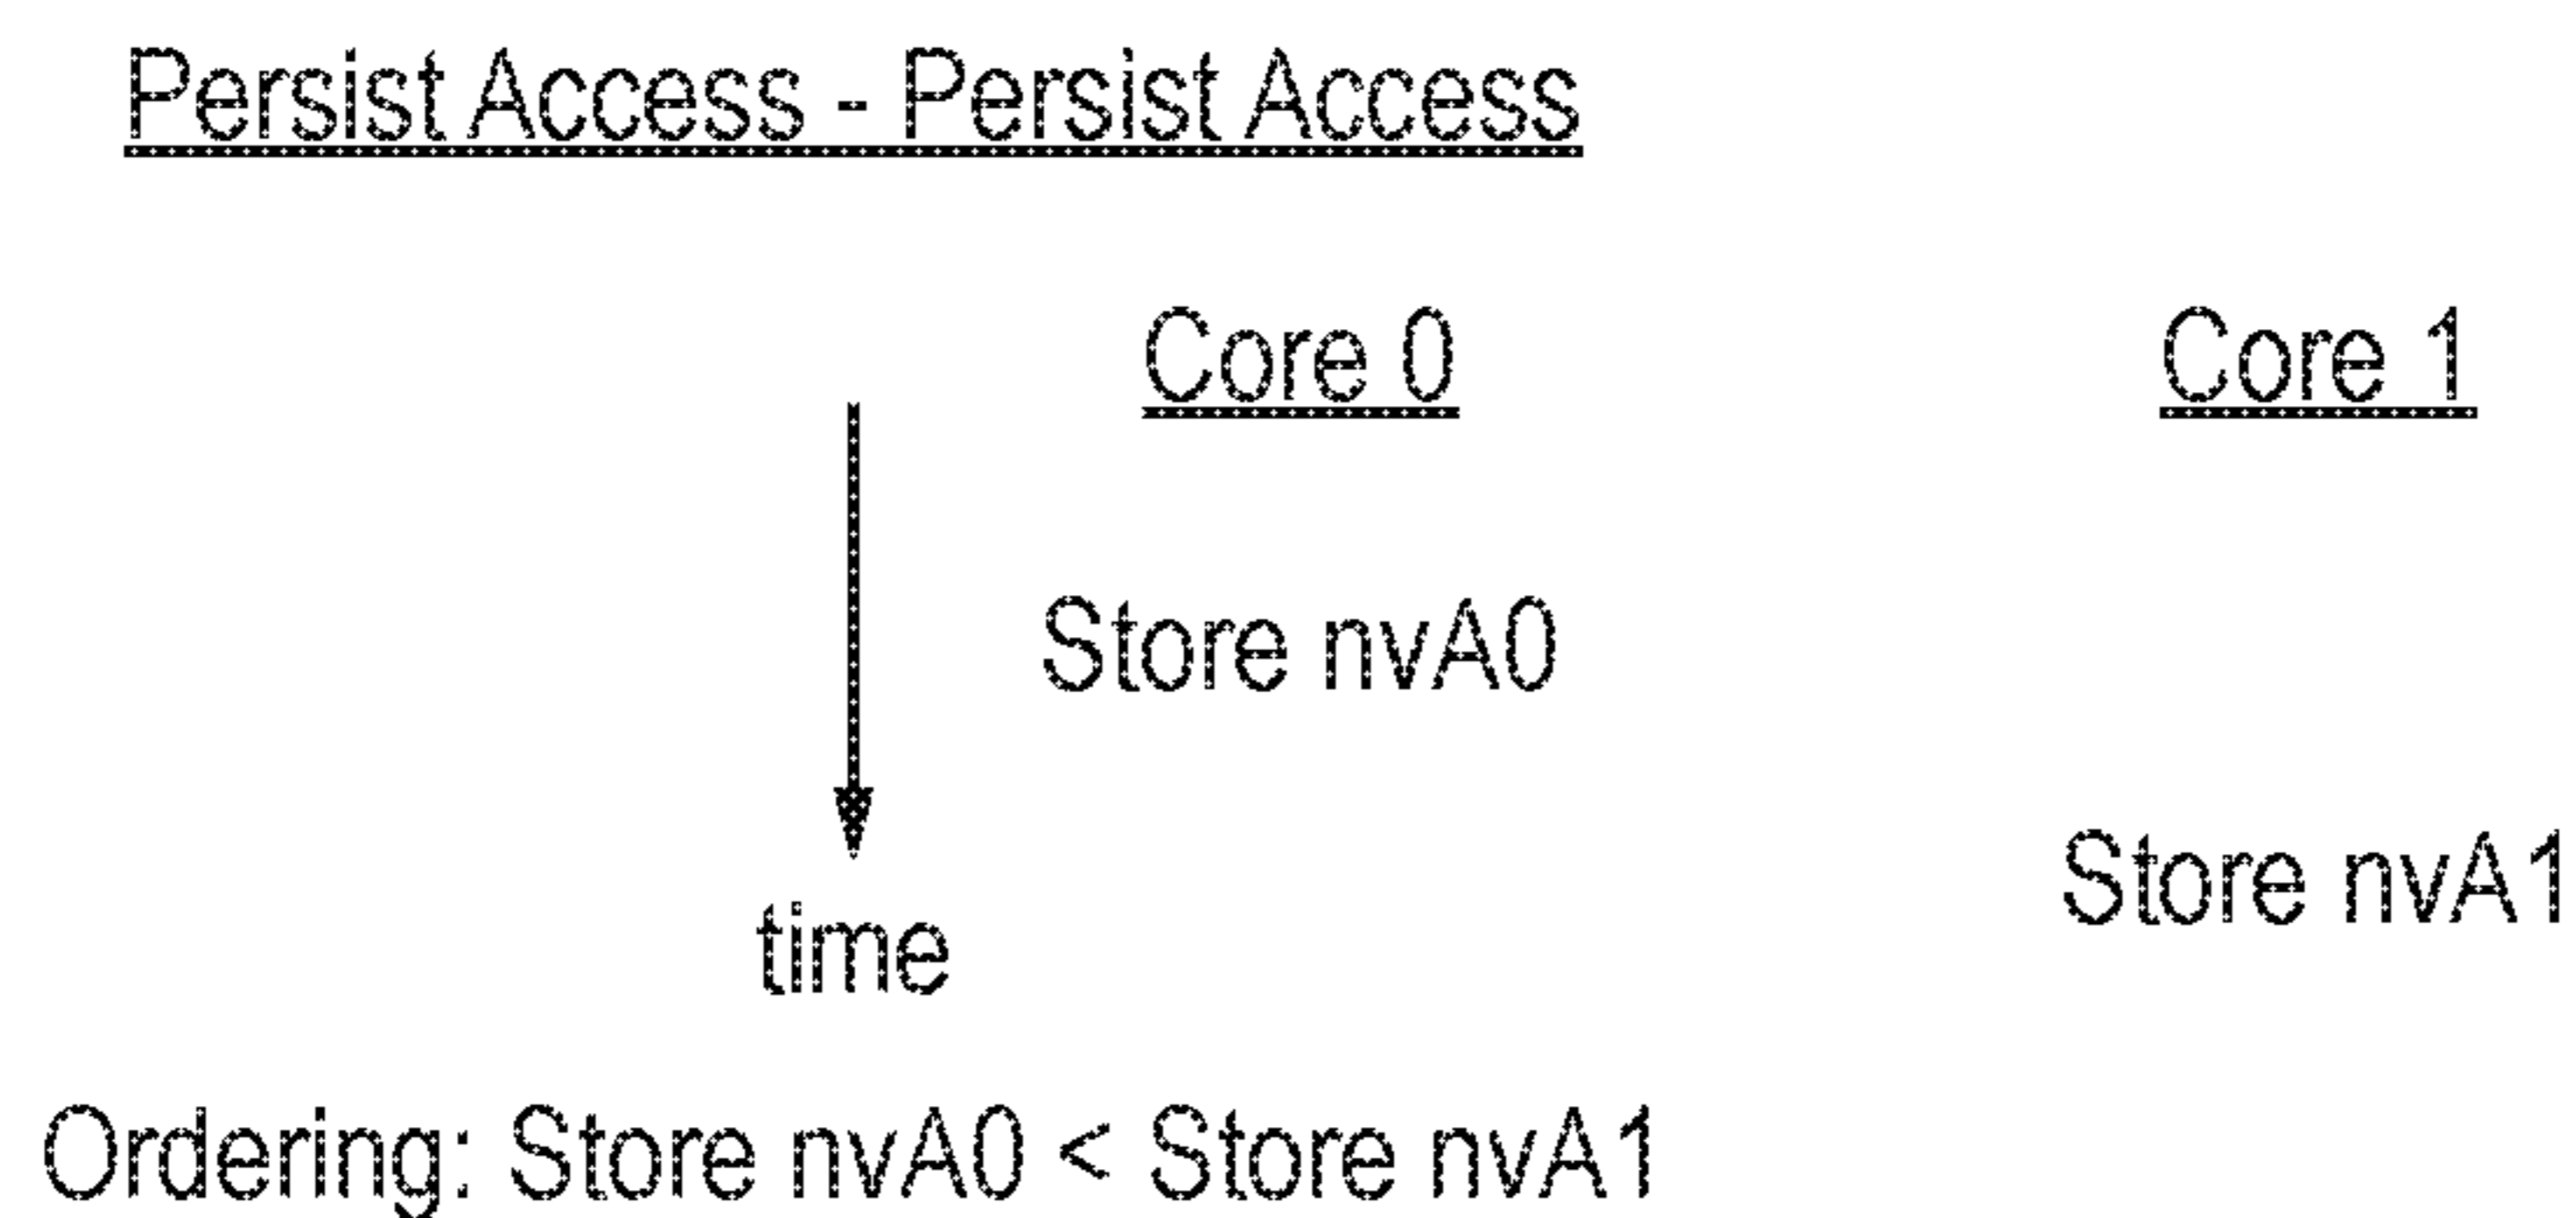 Persist Access - Persist Access
Core 0 Core 1
Store nvA0
Store nvA1
time
Ordering: Store nvA0 < Store nvA1